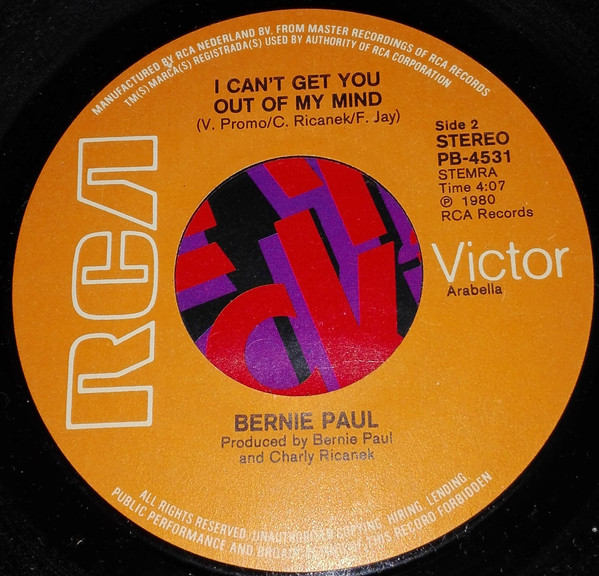 MANUFACTURED BY RCA NEDERLAND BV. FROM MASTER RECORDINGS OF RCA RECORDS
TM(S) MARCA(S) REGISTRADA(S) USED BY AUTHORITY OF RCA CORPORATION
I CAN'T GET YOU
OUT OF MY MIND
(V. Promo/C. Ricanek/F. Jay)
Side 2
STEREO
PB-4531
STEMRA
Time 4:07
℗ 1980
RCA Records
RCA
Victor
Arabella
BERNIE PAUL
Produced by Bernie Paul
and Charly Ricanek
ALL RIGHTS RESERVED UNAUTHORISED COPYING HIRING LENDING
PUBLIC PERFORMANCE AND BROADCASTING OF THIS RECORD FORBIDDEN